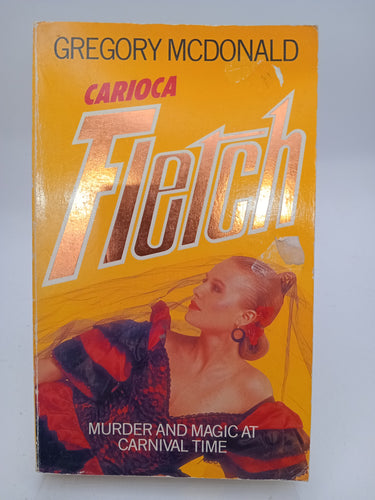 GREGORY MCDONALD
CARIOCA
Fletch
MURDER AND MAGIC AT
CARNIVAL TIME